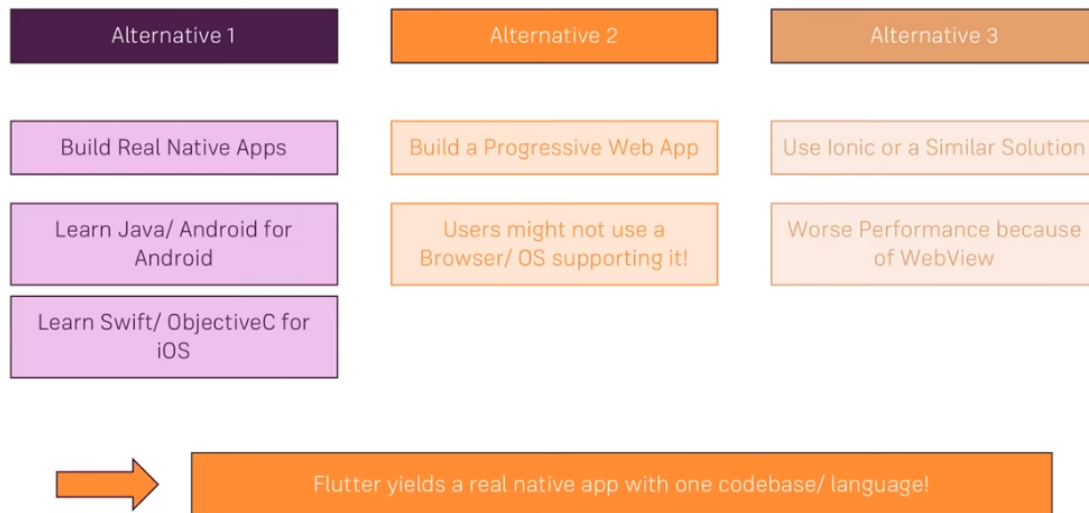 Alternative 1
Alternative 2
Alternative 3
Build Real Native Apps
Build a Progressive Web App
Use Ionic or a Similar Solution
Learn Java/ Android for
Android
Users might not use a
Browser/ OS supporting it!
Worse Performance because
of WebView
Learn Swift/ ObjectiveC for
iOS
Flutter yields a real native app with one codebase/ language!